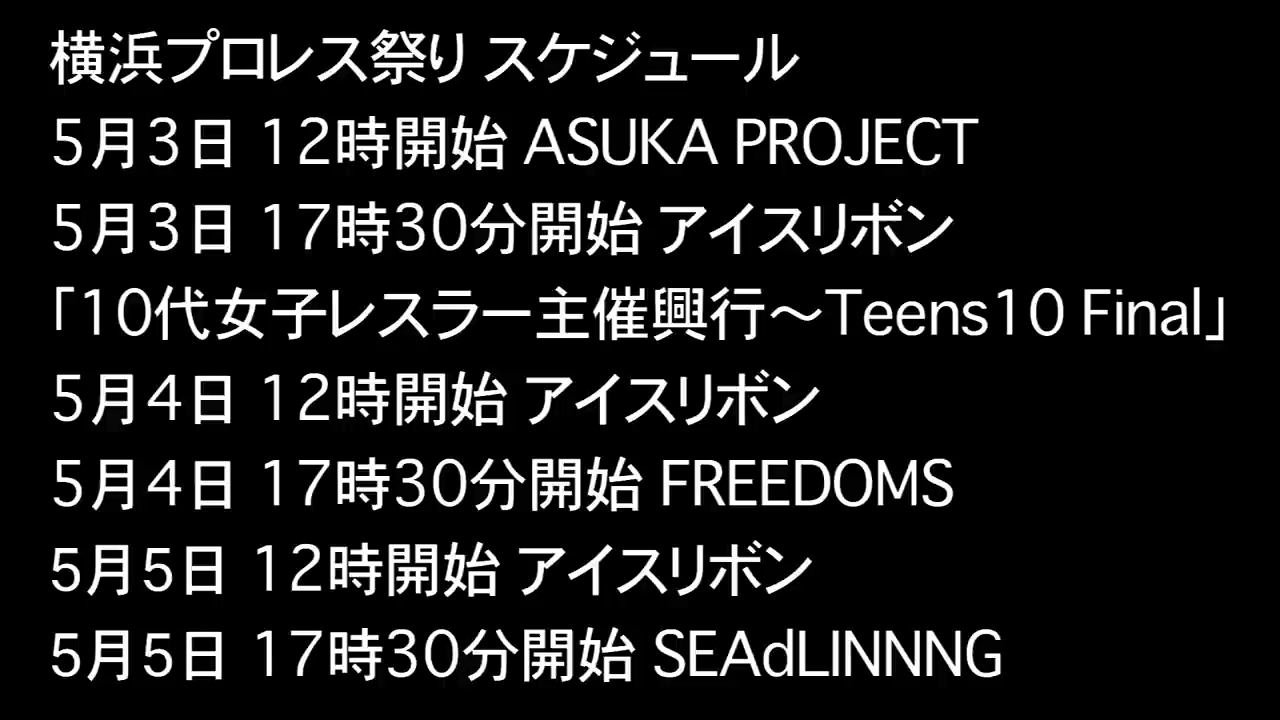 横浜プロレス祭り スケジュール
5月3日 12時開始 ASUKA PROJECT
5月3日 17時30分開始 アイスリボン
「10代女子レスラー主催興行～Teens10 Final」
5月4日 12時開始 アイスリボン
5月4日 17時30分開始 FREEDOMS
5月5日 12時開始 アイスリボン
5月5日 17時30分開始 SEAdLINNNG